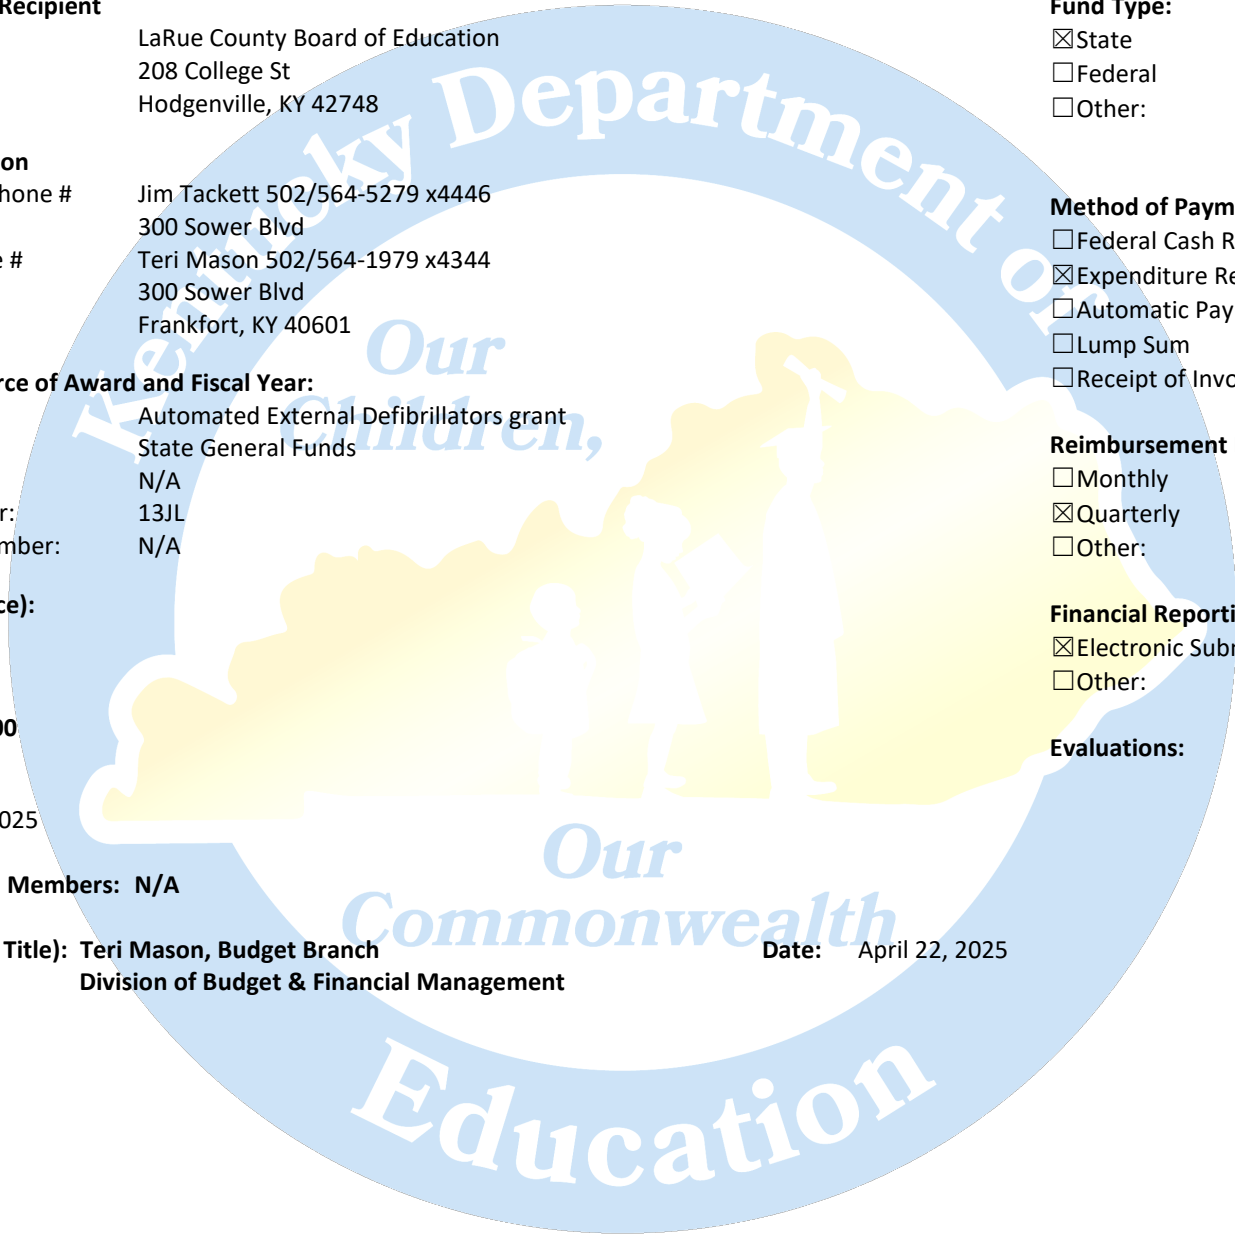 Recipient
LaRue County Board of Education
208 College St
Hodgenville, KY 42748
on
hone # Jim Tackett 502/564-5279 x4446
300 Sower Blvd
e # Teri Mason 502/564-1979 x4344
300 Sower Blvd
Frankfort, KY 40601
rce of Award and Fiscal Year:
Automated External Defibrillators grant
State General Funds
N/A
r: 13JL
mber: N/A
ce):
00
025
Members: N/A
Title): Teri Mason, Budget Branch
Division of Budget & Financial Management
Date: April 22, 2025
Fund Type:
☒State
☐Federal
☐Other:
Method of Paym
☐Federal Cash R
☒Expenditure Re
☐Automatic Pay
☐Lump Sum
☐Receipt of Invo
Reimbursement
☐Monthly
☒Quarterly
☐Other:
Financial Reporti
☒Electronic Subr
☐Other:
Evaluations:
Kentucky Department of
Education
Our
Children,
Our
Commonwealth